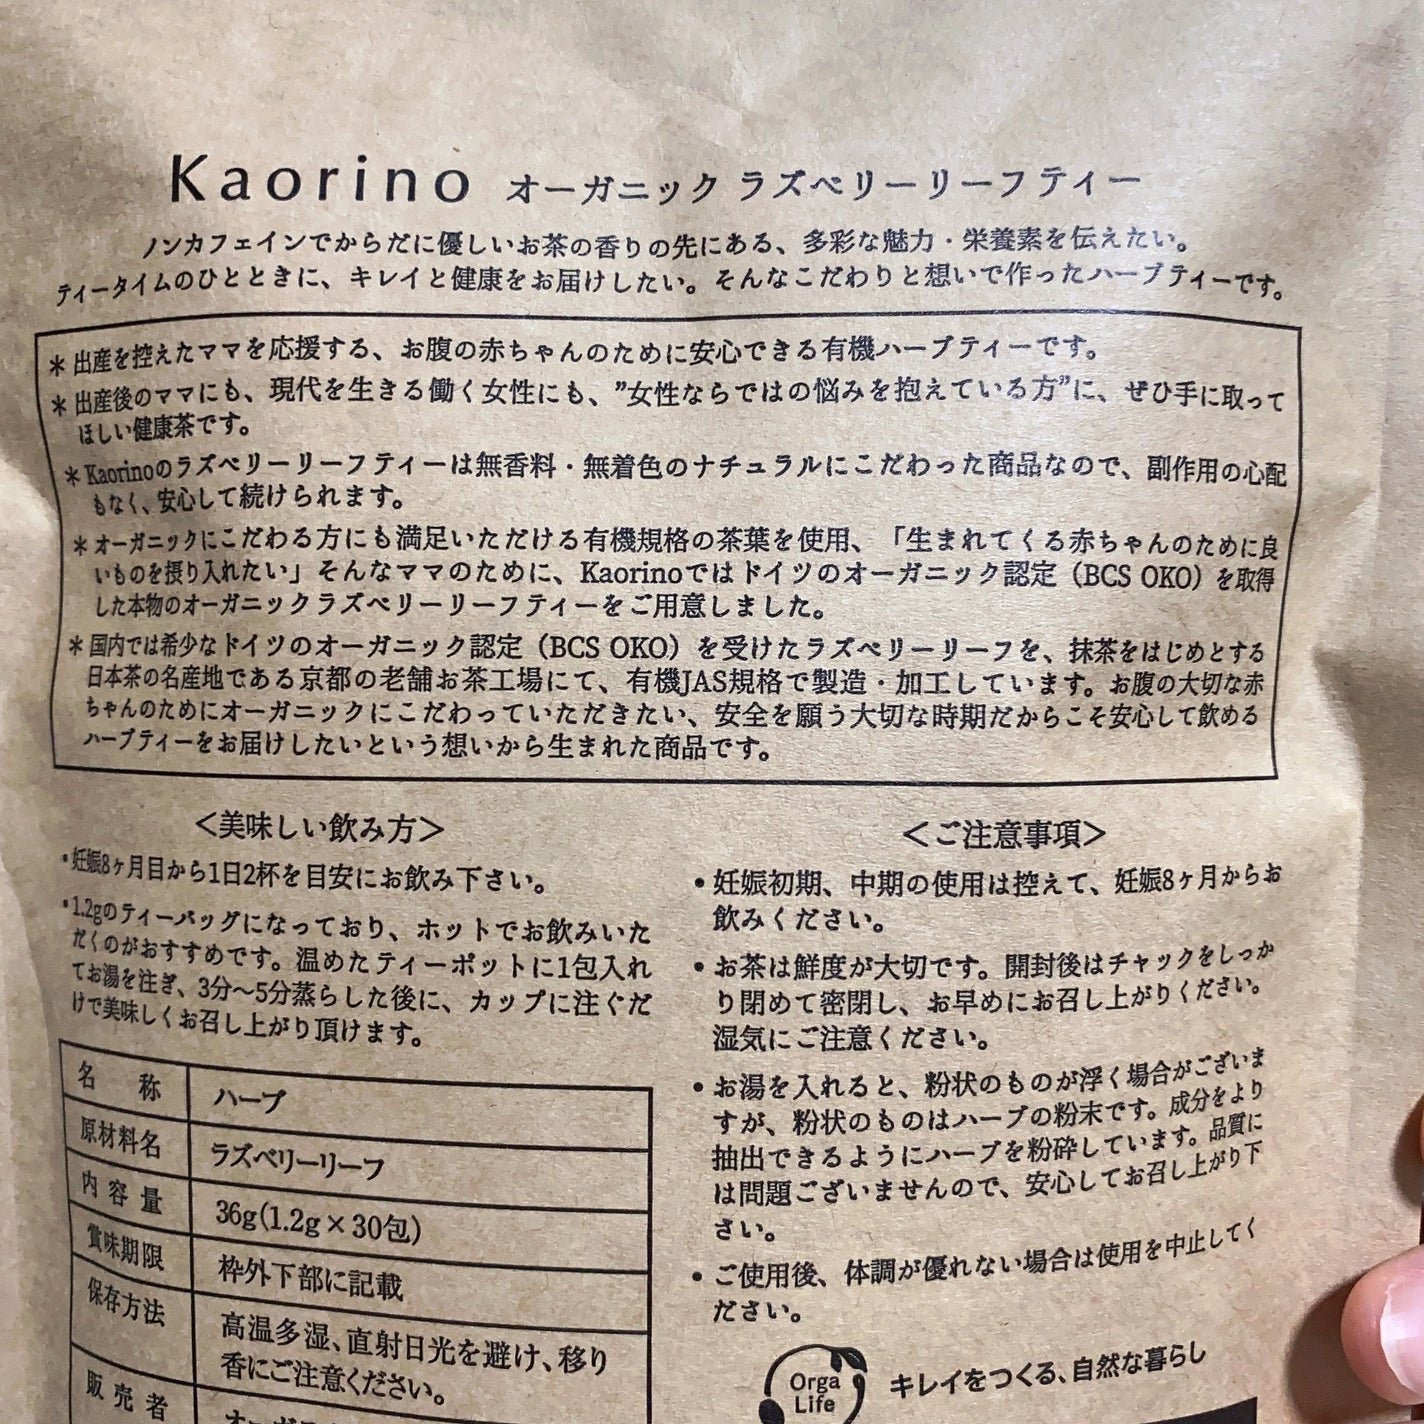 Kaorino オーガニック ラズベリーリーフティー
ノンカフェインでからだに優しいお茶の香りの先にある、多彩な魅力・栄養素を伝えたい。
ティータイムのひとときに、キレイと健康をお届けしたい。そんなこだわりと想いで作ったハーブティーです。
＊出産を控えたママを応援する、お腹の赤ちゃんのために安心できる有機ハーブティーです。
＊出産後のママにも、現代を生きる働く女性にも、”女性ならではの悩みを抱えている方”に、ぜひ手に取って
ほしい健康茶です。
＊Kaorinoのラズベリーリーフティーは無香料・無着色のナチュラルにこだわった商品なので、副作用の心配
もなく、安心して続けられます。
＊オーガニックにこだわる方にも満足いただける有機規格の茶葉を使用、「生まれてくる赤ちゃんのために良
いものを摂り入れたい」そんなママのために、Kaorinoではドイツのオーガニック認定（BCS OKO）を取得
した本物のオーガニックラズベリーリーフティーをご用意しました。
＊国内では希少なドイツのオーガニック認定（BCS OKO）を受けたラズベリーリーフを、抹茶をはじめとする
日本茶の名産地である京都の老舗お茶工場にて、有機JAS規格で製造・加工しています。お腹の大切な赤
ちゃんのためにオーガニックにこだわっていただきたい、安全を願う大切な時期だからこそ安心して飲める
ハーブティーをお届けしたいという想いから生まれた商品です。
＜美味しい飲み方＞
・妊娠8ヶ月目から1日2杯を目安にお飲み下さい。
・1.2gのティーバッグになっており、ホットでお飲みいた
だくのがおすすめです。温めたティーポットに1包入れ
てお湯を注ぎ、3分〜5分蒸らした後に、カップに注ぐだ
けで美味しくお召し上がり頂けます。
名 称 ハーブ
原材料名 ラズベリーリーフ
内容量 36g(1.2g×30包)
賞味期限 枠外下部に記載
保存方法 高温多湿、直射日光を避け、移り
香にご注意ください。
販売者
＜ご注意事項＞
・妊娠初期、中期の使用は控えて、妊娠8ヶ月からお
飲みください。
・お茶は鮮度が大切です。開封後はチャックをしっか
り閉めて密閉し、お早めにお召し上がりください。
湿気にご注意ください。
・お湯を入れると、粉状のものが浮く場合がございま
すが、粉状のものはハーブの粉末です。成分をより
抽出できるようにハーブを粉砕しています。品質に
は問題ございませんので、安心してお召し上がり下
さい。
・ご使用後、体調が優れない場合は使用を中止してく
ださい。
Orga
Life
キレイをつくる、自然な暮らし